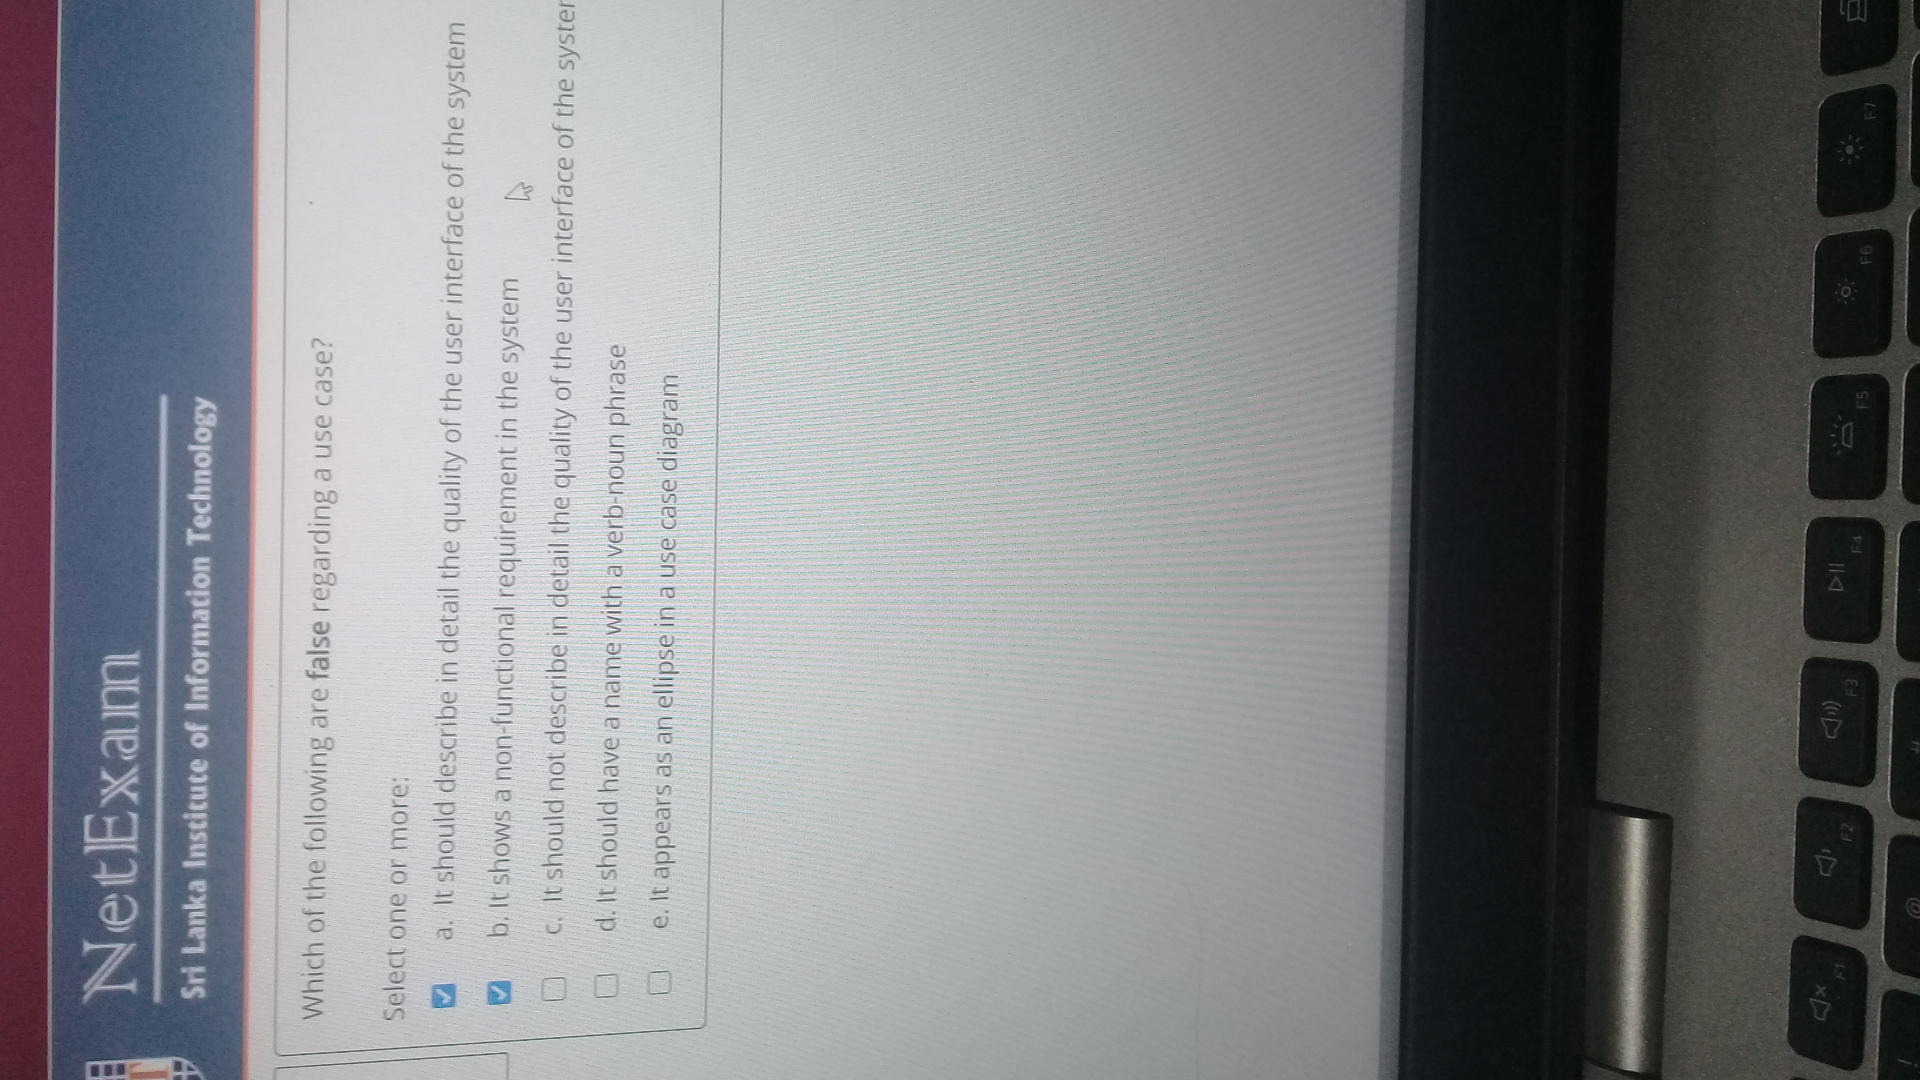 T
NetExam
Sri Lanka Institute of Information Technology
Which of the following are false regarding a use case?
Select one or more:
a. It should describe in detail the quality of the user interface of the system
b. It shows a non-functional requirement in the system
c. It should not describe in detail the quality of the user interface of the
d. It should have a name with a verb-noun phrase
e. It appears as an ellipse in a use case diagram
F1 F2 F3 F4 F5 F6 F7
! @ #